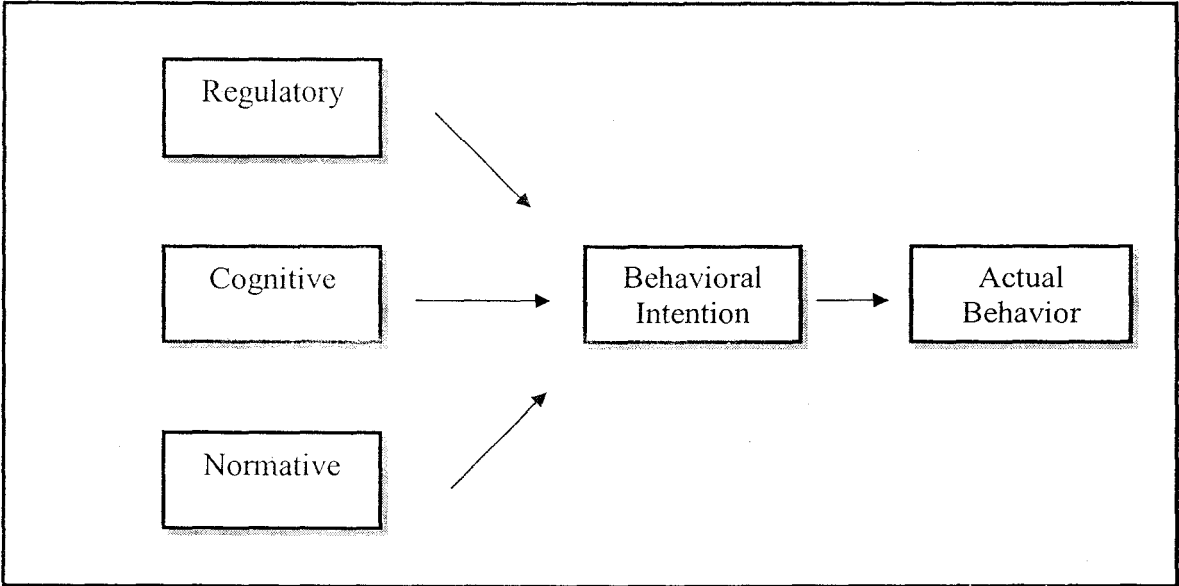 Regulatory
Cognitive
Behavioral
Intention
Actual
Behavior
Normative